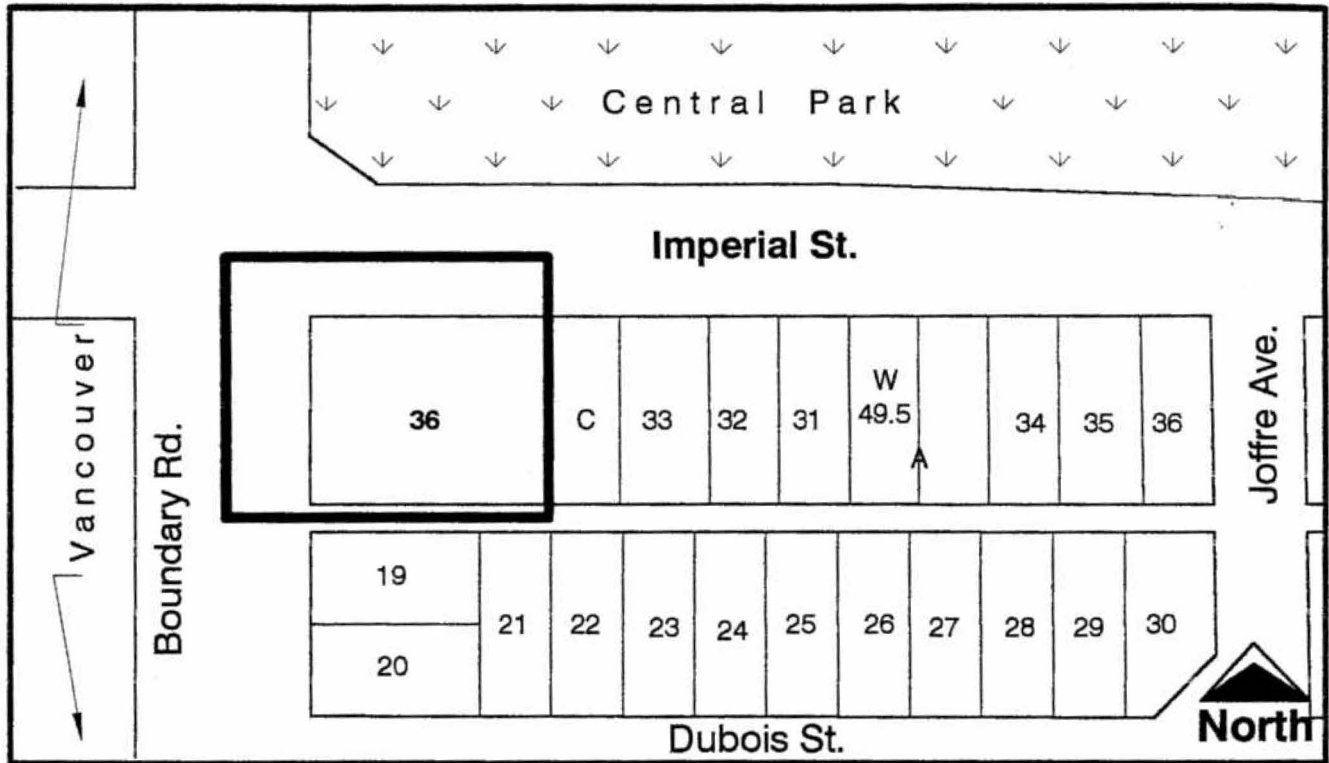 Central Park
Imperial St.
Vancouver
Boundary Rd.
36
C
33
32
31
W
49.5
A
34
35
36
Joffre Ave.
19
20
21
22
23
24
25
26
27
28
29
30
Dubois St.
North